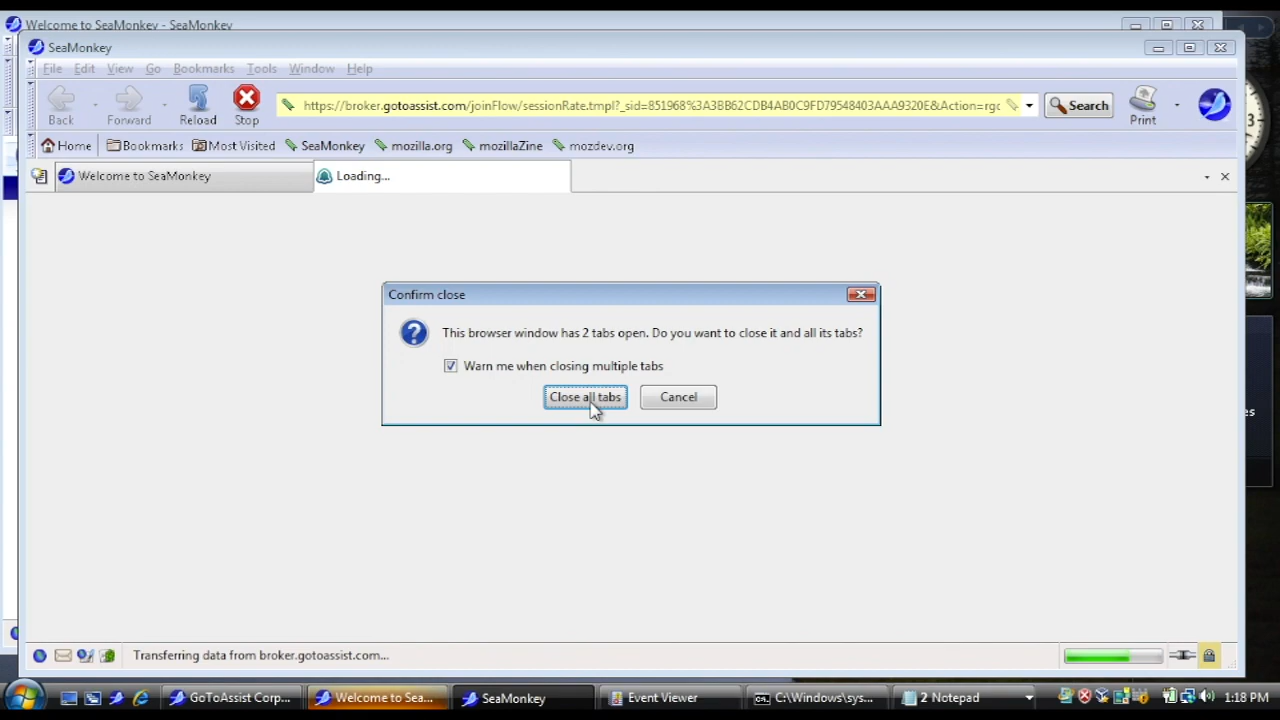 Welcome to SeaMonkey - SeaMonkey
SeaMonkey
File Edit View Go Bookmarks Tools Window Help
https://broker.gotoassist.com/joinFlow/sessionRate.tmpl?_sid=851968%3A3BB62CDB4AB0C9FD79548403AAA9320E&Action=rgo
Search
Back Forward Reload Stop Print
Home Bookmarks Most Visited SeaMonkey mozilla.org mozillaZine mozdev.org
Welcome to SeaMonkey Loading...
Confirm close
This browser window has 2 tabs open. Do you want to close it and all its tabs?
Warn me when closing multiple tabs
Close all tabs Cancel
es
Transferring data from broker.gotoassist.com...
GoToAssist Corp... Welcome to Sea... SeaMonkey Event Viewer C:\Windows\sys... 2 Notepad 1:18 PM